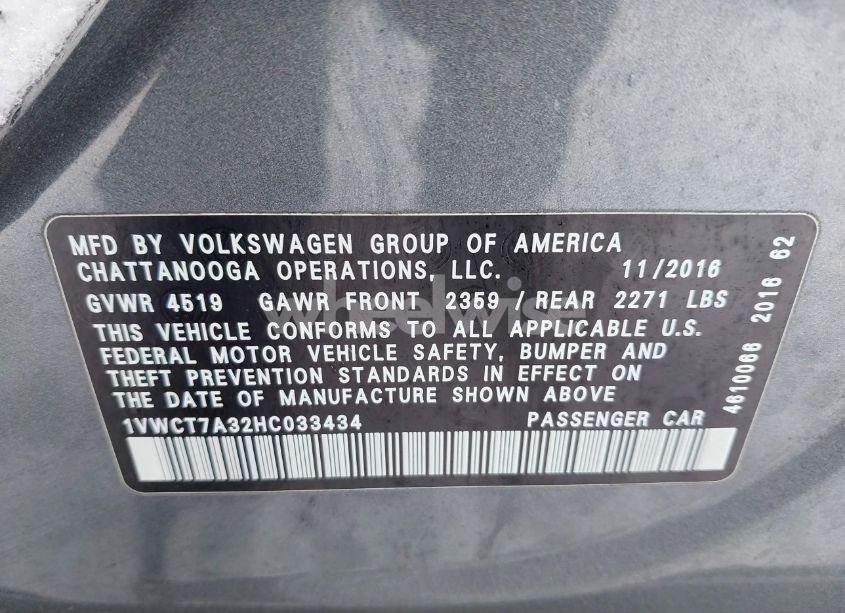 MFD BY VOLKSWAGEN GROUP OF AMERICA
CHATTANOOGA OPERATIONS, LLC. 11/2016
GVWR 4519 GAWR FRONT 2359 / REAR 2271 LBS
THIS VEHICLE CONFORMS TO ALL APPLICABLE U.S.
FEDERAL MOTOR VEHICLE SAFETY, BUMPER AND
THEFT PREVENTION STANDARDS IN EFFECT ON
THE DATE OF MANUFACTURE SHOWN ABOVE
1VWCT7A32HC033434 PASSENGER CAR
4610066 2016 62
wheelwise